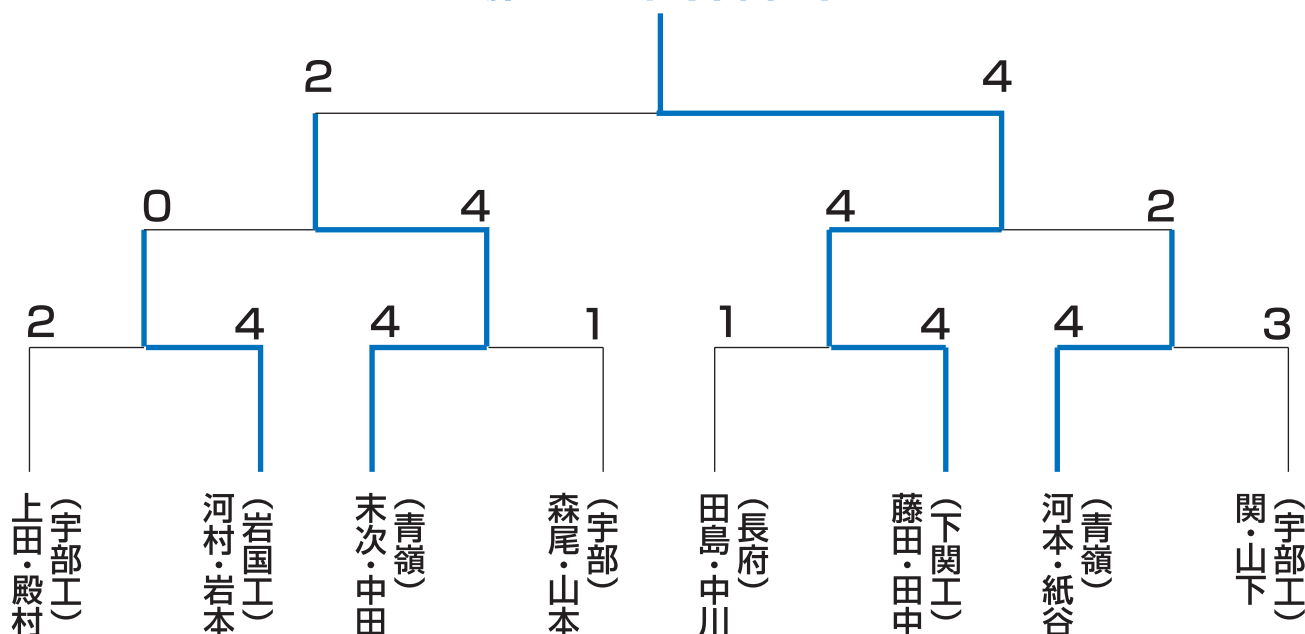 2 4
0 4 4 2
2 4 4 1 1 4 4 3
上田・殿村
(宇部工)
河村・岩本
(岩国工)
末次・中田
(青嶺)
森尾・山本
(宇部)
田島・中川
(長府)
藤田・田中
(下関工)
河本・紙谷
(青嶺)
関・山下
(宇部工)